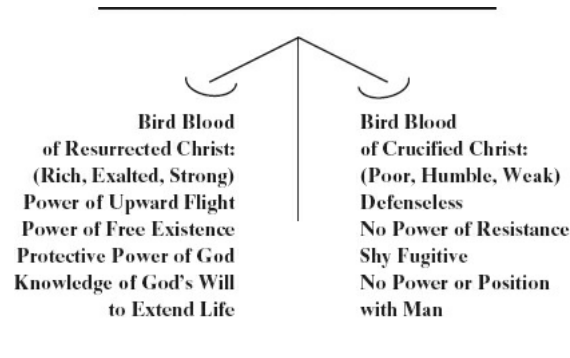 Bird Blood
of Resurrected Christ:
(Rich, Exalted, Strong)
Power of Upward Flight
Power of Free Existence
Protective Power of God
Knowledge of God's Will
to Extend Life
Bird Blood
of Crucified Christ:
(Poor, Humble, Weak)
Defenseless
No Power of Resistance
Shy Fugitive
No Power or Position
with Man